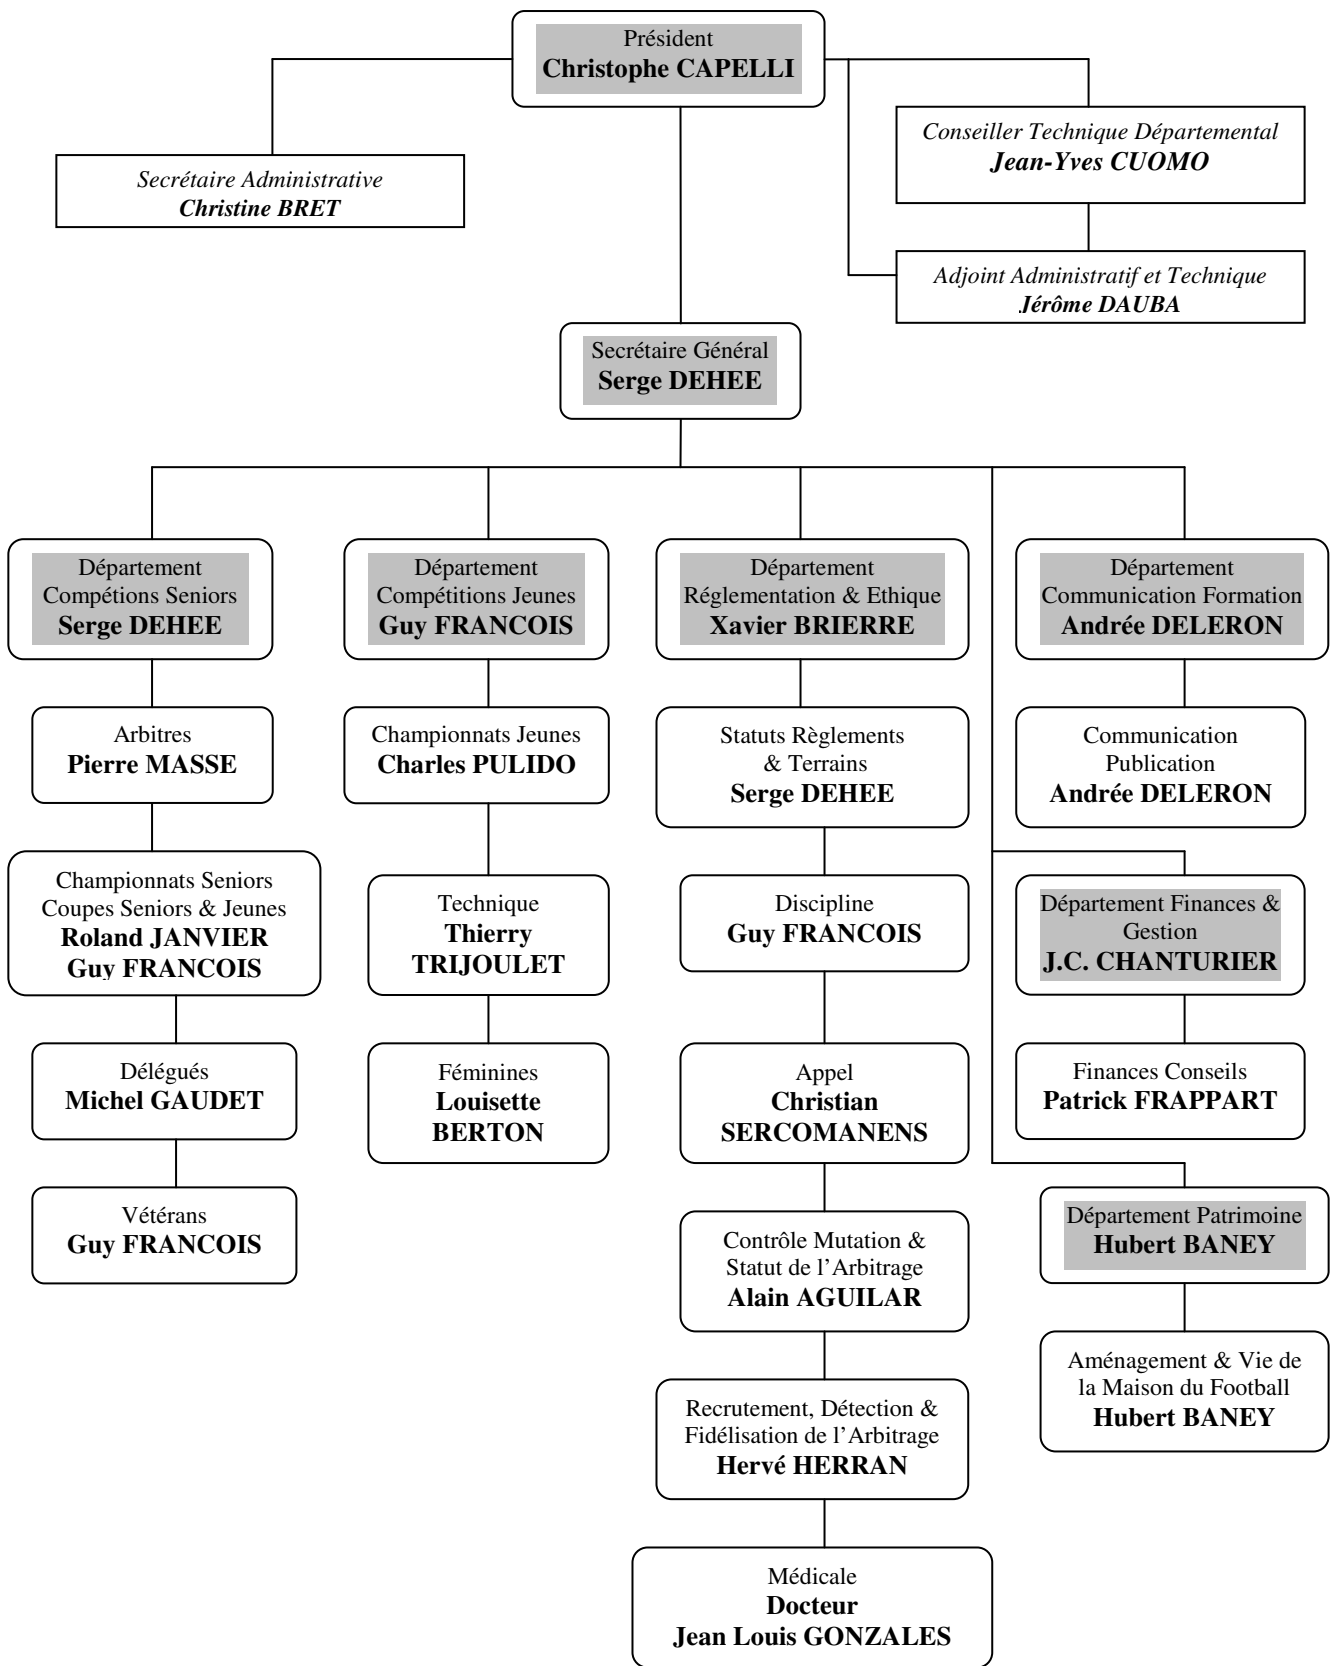 Président
Christophe CAPELLI
Conseiller Technique Départemental
Jean-Yves CUOMO
Secrétaire Administrative
Christine BRET
Adjoint Administratif et Technique
Jérôme DAUBA
Secrétaire Général
Serge DEHEE
Département
Compétions Seniors
Serge DEHEE
Arbitres
Pierre MASSE
Championnats Seniors
Coupes Seniors & Jeunes
Roland JANVIER
Guy FRANCOIS
Délégués
Michel GAUDET
Vétérans
Guy FRANCOIS
Département
Compétitions Jeunes
Guy FRANCOIS
Championnats Jeunes
Charles PULIDO
Technique
Thierry
TRIJOULET
Féminines
Louisette
BERTON
Département
Réglementation & Ethique
Xavier BRIERRE
Statuts Règlements
& Terrains
Serge DEHEE
Discipline
Guy FRANCOIS
Appel
Christian
SERCOMANENS
Contrôle Mutation &
Statut de l’Arbitrage
Alain AGUILAR
Recrutement, Détection &
Fidélisation de l’Arbitrage
Hervé HERRAN
Médicale
Docteur
Jean Louis GONZALES
Département
Communication Formation
Andrée DELERON
Communication
Publication
Andrée DELERON
Département Finances &
Gestion
J.C. CHANTURIER
Finances Conseils
Patrick FRAPPART
Département Patrimoine
Hubert BANEY
Aménagement & Vie de
la Maison du Football
Hubert BANEY